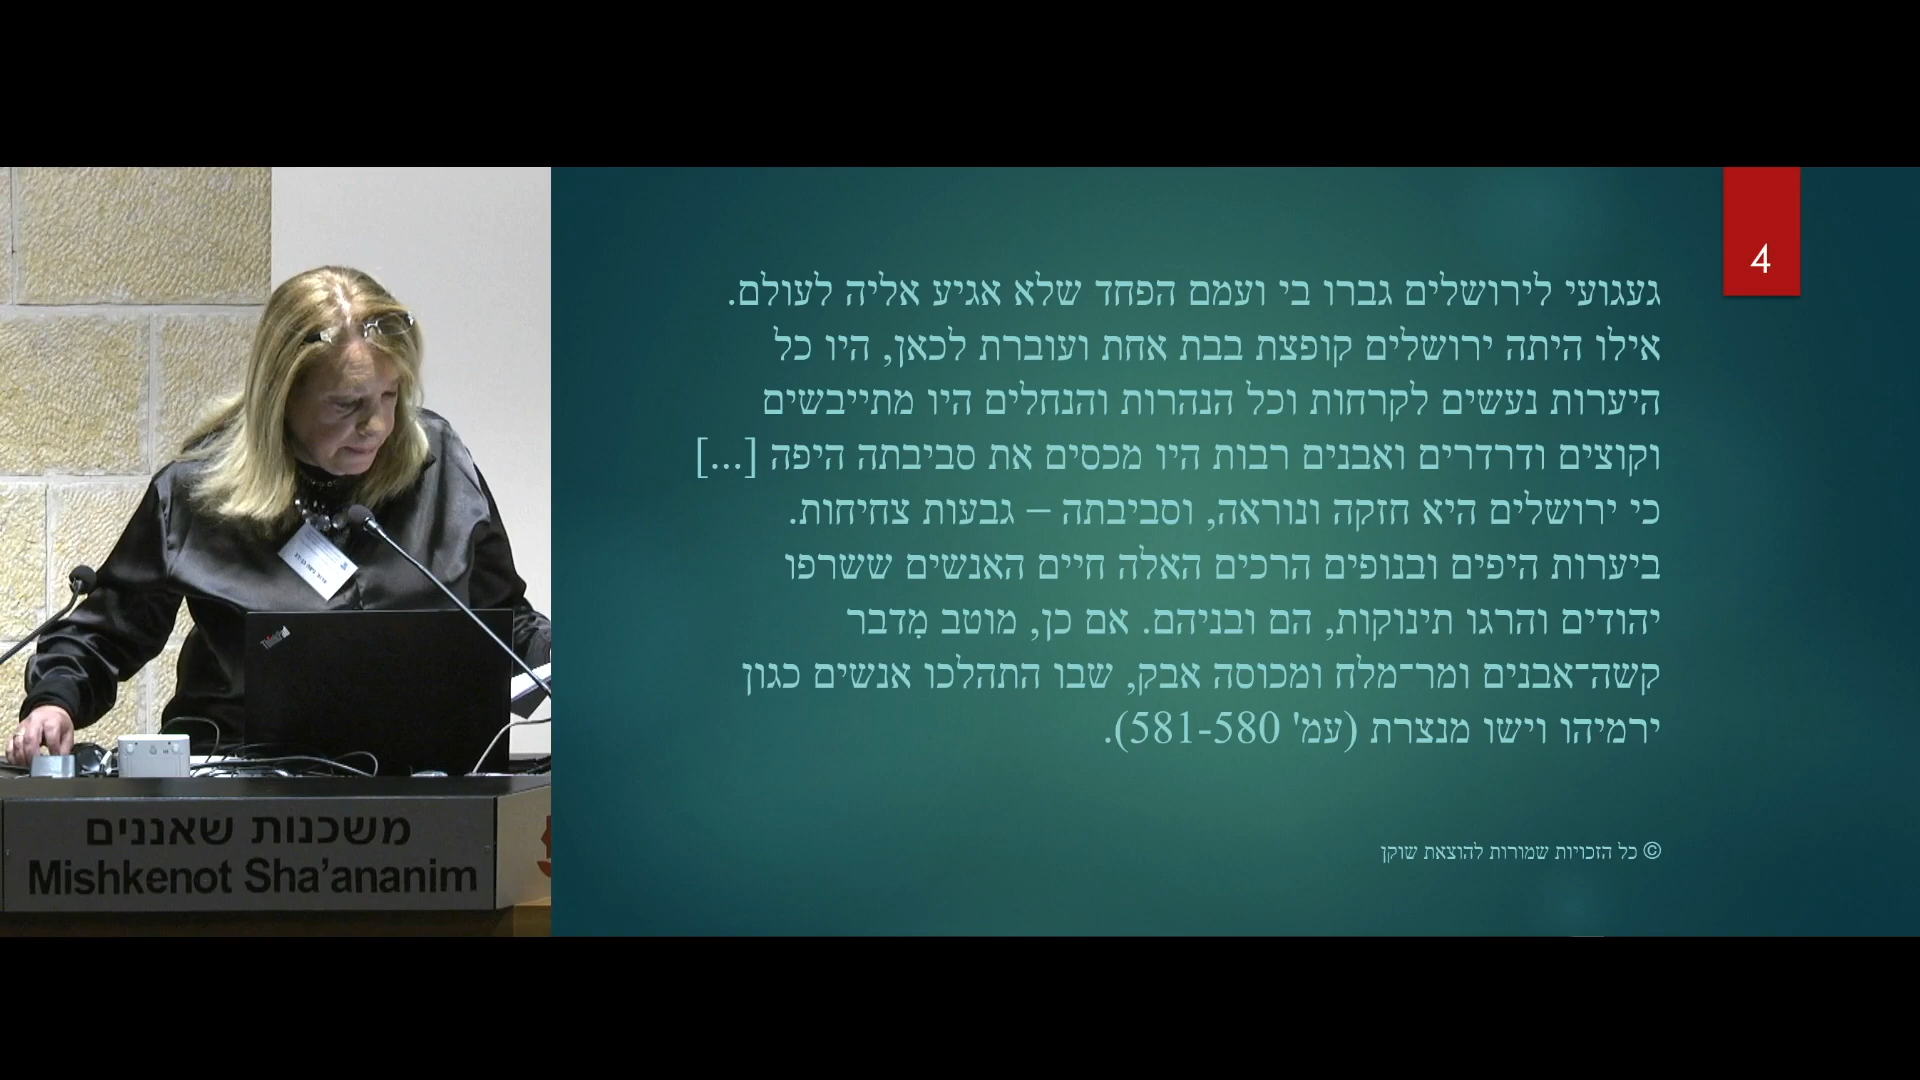 4
געגועי לירושלים גברו בי ועמם הפחד שלא אגיע אליה לעולם.
אילו היתה ירושלים קופצת בבת אחת ועוברת לכאן, היו כל
היערות נעשים לקרחות וכל הנהרות והנחלים היו מתייבשים
וקוצים ודרדרים ואבנים רבות היו מכסים את סביבתה היפה [...]
כי ירושלים היא חזקה ונוראה, וסביבתה – גבעות צחיחות.
ביערות היפים ובנופים הרכים האלה חיים האנשים ששרפו
יהודים והרגו תינוקות, הם ובניהם. אם כן, מוטב מִדבר
קשה־אבנים ומר־מלח ומכוסה אבק, שבו התהלכו אנשים כגון
ירמיהו וישו מנצרת (עמ' 581-580).
© כל הזכויות שמורות להוצאת שוקן
ThinkPad
משכנות שאננים
Mishkenot Sha'ananim